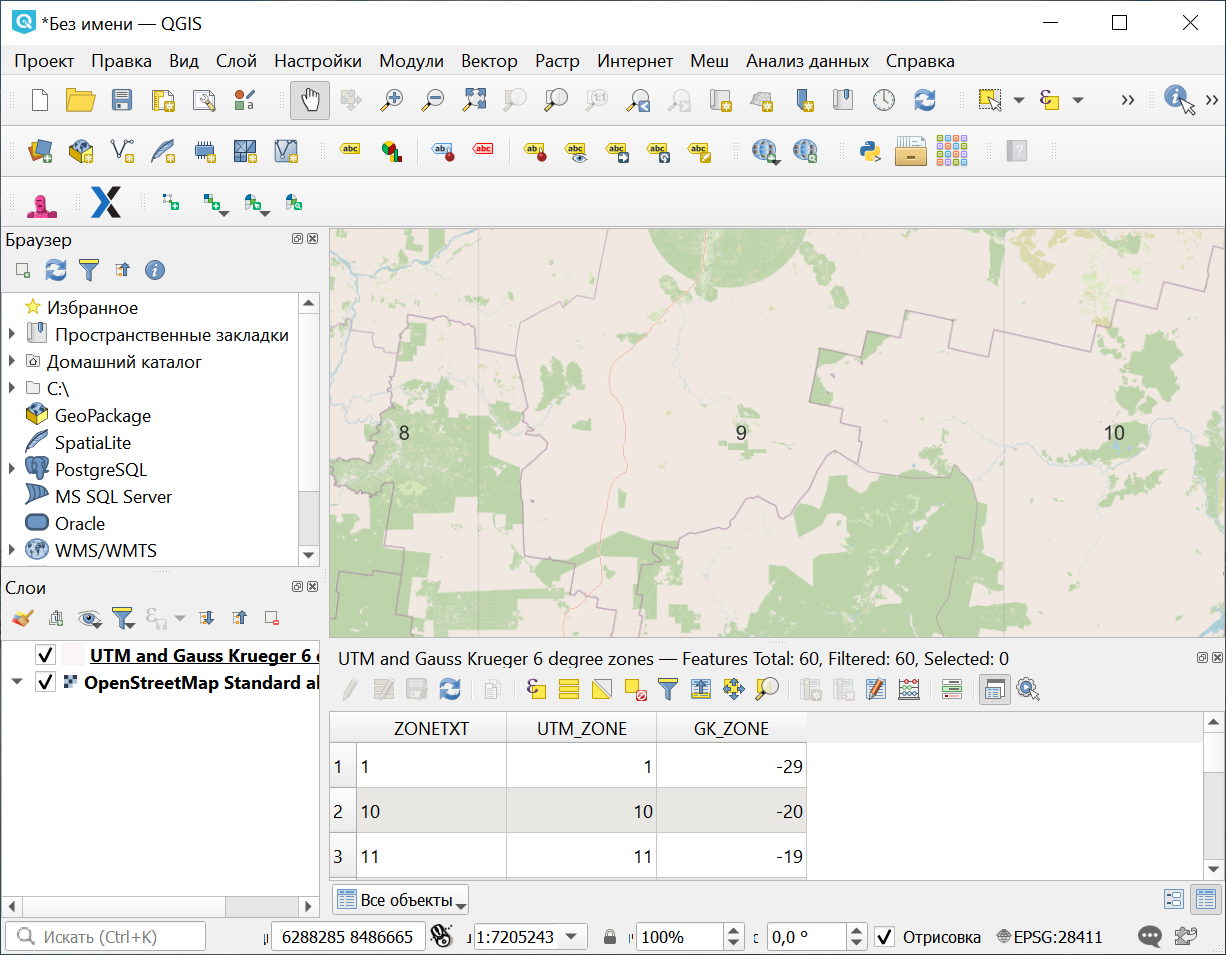 *Без имени — QGIS
Проект Правка Вид Слой Настройки Модули Вектор Растр Интернет Меш Анализ данных Справка
Браузер
Избранное
Пространственные закладки
Домашний каталог
C:\
GeoPackage
SpatiaLite
PostgreSQL
MS SQL Server
Oracle
WMS/WMTS
8 9 10
Слои
UTM and Gauss Krueger 6
OpenStreetMap Standard
UTM and Gauss Krueger 6 degree zones — Features Total: 60, Filtered: 60, Selected: 0
ZONETXT UTM_ZONE GK_ZONE
1 1 1 -29
2 10 10 -20
3 11 11 -19
Все объекты
Искать (Ctrl+K) 6288285 8486665 1:7205243 100% 0,0 ° Отрисовка EPSG:28411